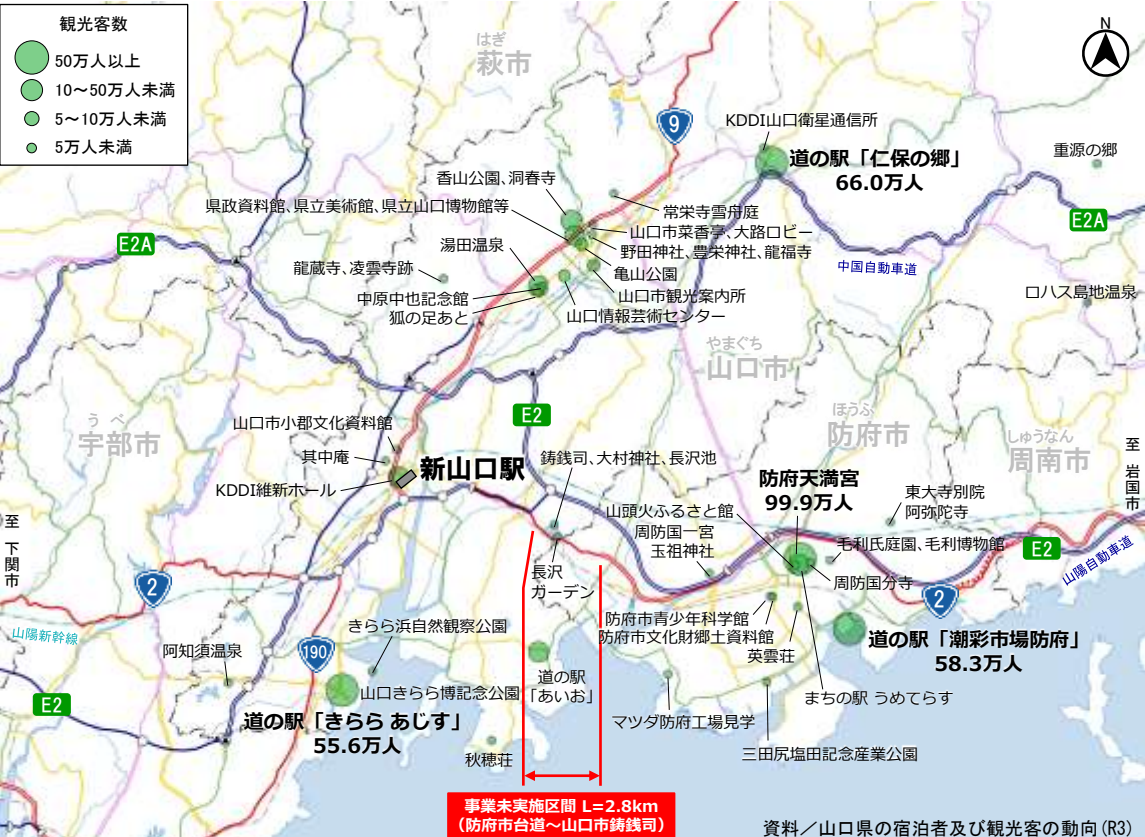 観光客数
50万人以上
10～50万人未満
5～10万人未満
5万人未満
N
はぎ
萩市
9
KDDI山口衛星通信所
道の駅「仁保の郷」
66.0万人
重源の郷
香山公園、洞春寺
県政資料館、県立美術館、県立山口博物館等
常栄寺雪舟庭
山口市菜香亭、大路ロビー
野田神社、豊栄神社、龍福寺
E2A
E2A
湯田温泉
龍蔵寺、凌雲寺跡
亀山公園
中国自動車道
中原中也記念館
狐の足あと
山口市観光案内所
山口情報芸術センター
ロハス島地温泉
やまぐち
山口市
E2
うべ
宇部市
ほうふ
防府市
しゅうなん
周南市
至 岩国市
山口市小郡文化資料館
其中庵
新山口駅
KDDI維新ホール
鋳銭司、大村神社、長沢池
防府天満宮
99.9万人
山頭火ふるさと館
周防国一宮
玉祖神社
東大寺別院
阿弥陀寺
毛利氏庭園、毛利博物館
E2
山陽自動車道
至 下関市
長沢
ガーデン
周防国分寺
2
2
防府市青少年科学館
防府市文化財郷土資料館
英雲荘
山陽新幹線
きらら浜自然観察公園
190
阿知須温泉
道の駅「潮彩市場防府」
58.3万人
道の駅
「あいお」
山口きらら博記念公園
まちの駅 うめてらす
E2
道の駅「きらら あじす」
55.6万人
マツダ防府工場見学
三田尻塩田記念産業公園
秋穂荘
事業未実施区間 L=2.8km
（防府市台道～山口市鋳銭司）
資料／山口県の宿泊者及び観光客の動向(R3)